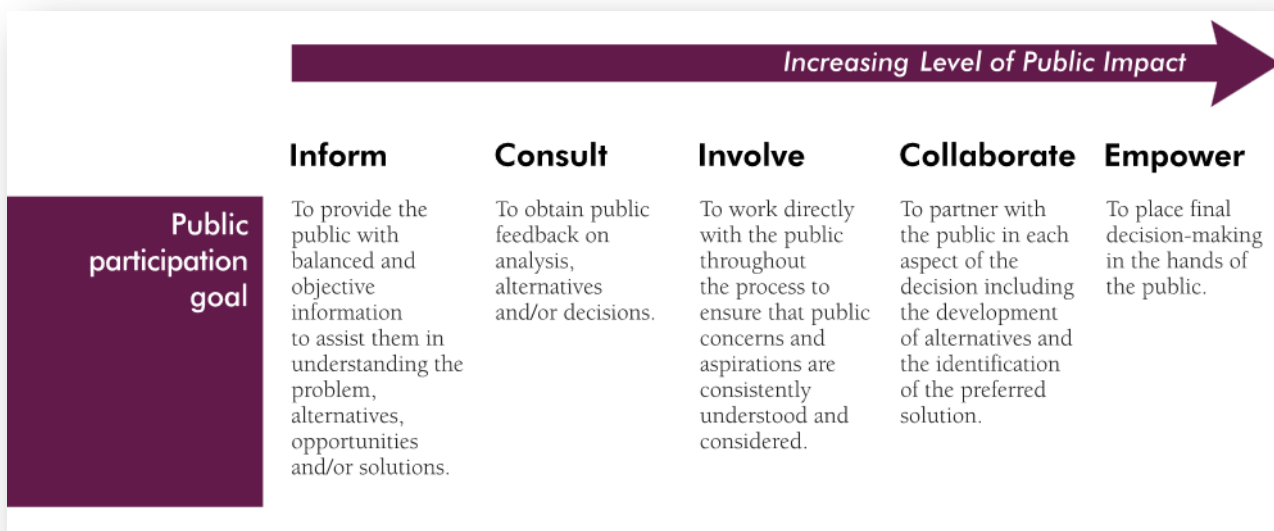 Increasing Level of Public Impact
Inform
Consult
Involve
Collaborate
Empower
Public
participation
goal
To provide the
public with
balanced and
objective
information
to assist them in
understanding the
problem,
alternatives,
opportunities
and/or solutions.
To obtain public
feedback on
analysis,
alternatives
and/or decisions.
To work directly
with the public
throughout
the process to
ensure that public
concerns and
aspirations are
consistently
understood and
considered.
To partner with
the public in each
aspect of the
decision including
the development
of alternatives and
the identification
of the preferred
solution.
To place final
decision-making
in the hands of
the public.